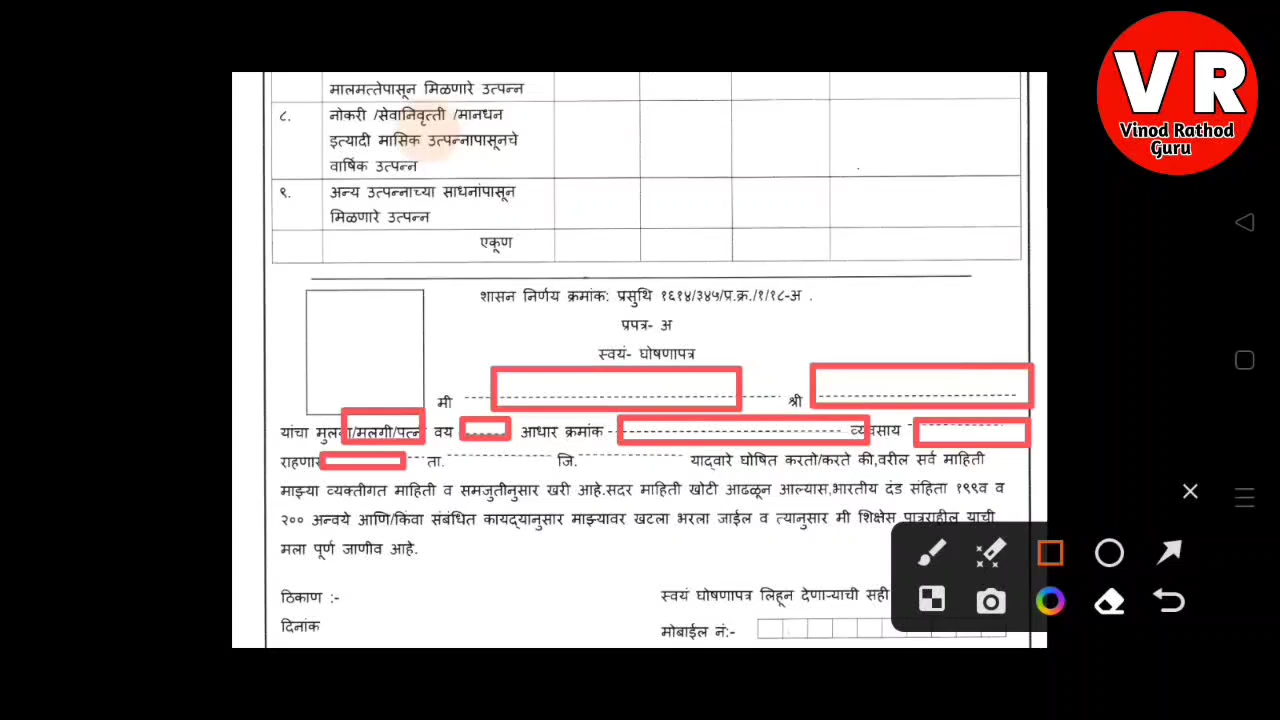 VR
Vinod Rathod
Guru
मालमत्तेपासून मिळणारे उत्पन्न
८. नोकरी /सेवानिवृत्ती /मानधन
इत्यादी मासिक उत्पन्नापासूनचे
वार्षिक उत्पन्न
९. अन्य उत्पन्नाच्या साधनांपासून
मिळणारे उत्पन्न
एकूण
शासन निर्णय क्रमांक: प्रसुधि १६१४/३४५/प्र.क्र./१/१८-अ .
प्रपत्र- अ
स्वयं- घोषणापत्र
मी श्री
यांचा मुलगा/मलगी/पत्नी वय आधार क्रमांक व्यवसाय
राहणार ता. जि. याद्वारे घोषित करतो/करते की,वरील सर्व माहिती
माझ्या व्यक्तीगत माहिती व समजुतीनुसार खरी आहे.सदर माहिती खोटी आढळून आल्यास,भारतीय दंड संहिता १९९व व
२०० अन्वये आणि/किंवा संबंधित कायद्यानुसार माझ्यावर खटला भरला जाईल व त्यानुसार मी शिक्षेस पात्रराहील याची
मला पूर्ण जाणीव आहे.
ठिकाण :- स्वयं घोषणापत्र लिहून देणाऱ्याची सही
दिनांक मोबाईल नं:-